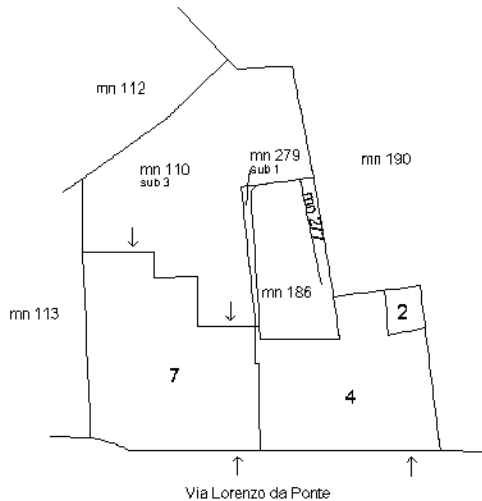 mn 112
mn 279
sub 1
mn 190
mn 110
sub 3
mn 277
mn 186
mn 113
2
7
4
Via Lorenzo da Ponte